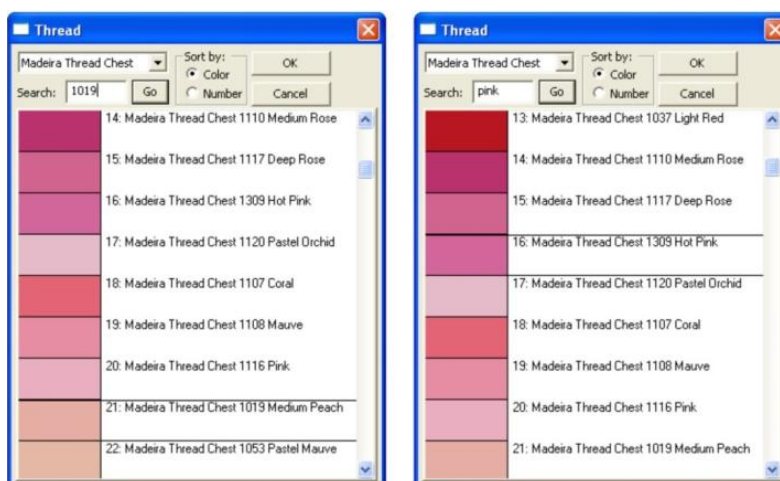 Thread
Madeira Thread Chest
Sort by:
OK
Color
Search: 1019
Go
Number
Cancel
14: Madeira Thread Chest 1110 Medium Rose
15: Madeira Thread Chest 1117 Deep Rose
16: Madeira Thread Chest 1309 Hot Pink
17: Madeira Thread Chest 1120 Pastel Orchid
18: Madeira Thread Chest 1107 Coral
19: Madeira Thread Chest 1108 Mauve
20: Madeira Thread Chest 1116 Pink
21: Madeira Thread Chest 1019 Medium Peach
22: Madeira Thread Chest 1053 Pastel Mauve
Thread
Madeira Thread Chest
Sort by:
OK
Color
Search: pink
Go
Number
Cancel
13: Madeira Thread Chest 1037 Light Red
14: Madeira Thread Chest 1110 Medium Rose
15: Madeira Thread Chest 1117 Deep Rose
16: Madeira Thread Chest 1309 Hot Pink
17: Madeira Thread Chest 1120 Pastel Orchid
18: Madeira Thread Chest 1107 Coral
19: Madeira Thread Chest 1108 Mauve
20: Madeira Thread Chest 1116 Pink
21: Madeira Thread Chest 1019 Medium Peach